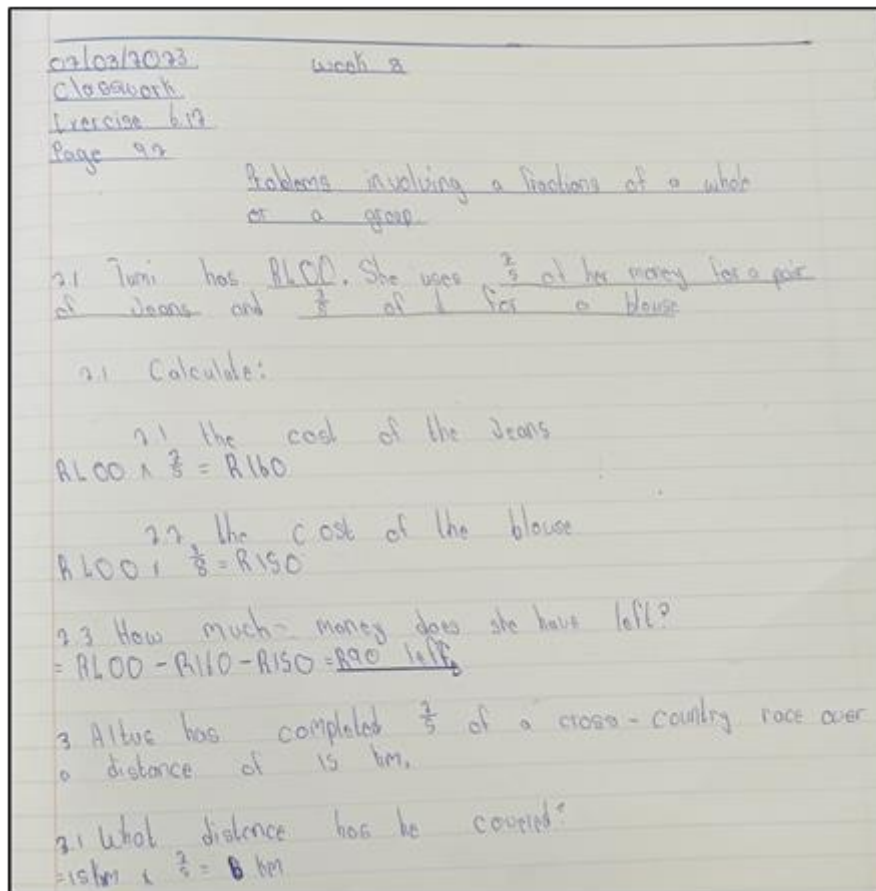 07/03/2023 Week 8
Classwork
Exercise 6.17
Page 92
Problems involving a fractions of a whole
or a group
2.1 Tumi has R400. She uses 2/5 of her money for a pair
of Jeans and 3/8 of it for a blouse
2.1 Calculate:
2.1 the cost of the Jeans
R400 x 2/5 = R160
2.2 the cost of the blouse
R400 x 3/8 = R150
2.3 How much - money does she have left?
= R400 - R160 - R150 = R90 left
3 Altus has completed 2/5 of a cross-country race over
a distance of 15 km.
3.1 What distance has he covered?
= 15 km x 2/5 = 6 km